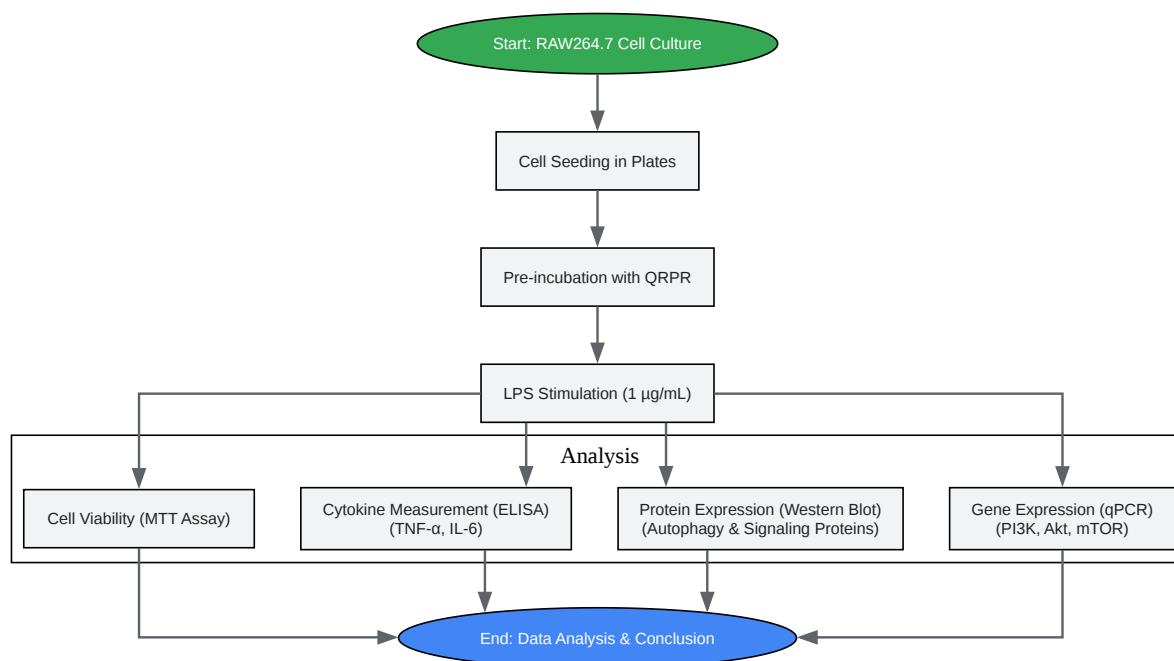 Start: RAW264.7 Cell Culture
Cell Seeding in Plates
Pre-incubation with QRPR
LPS Stimulation (1 µg/mL)
Analysis
Cell Viability (MTT Assay)
Cytokine Measurement (ELISA)
(TNF-α, IL-6)
Protein Expression (Western Blot)
(Autophagy & Signaling Proteins)
Gene Expression (qPCR)
(PI3K, Akt, mTOR)
End: Data Analysis & Conclusion